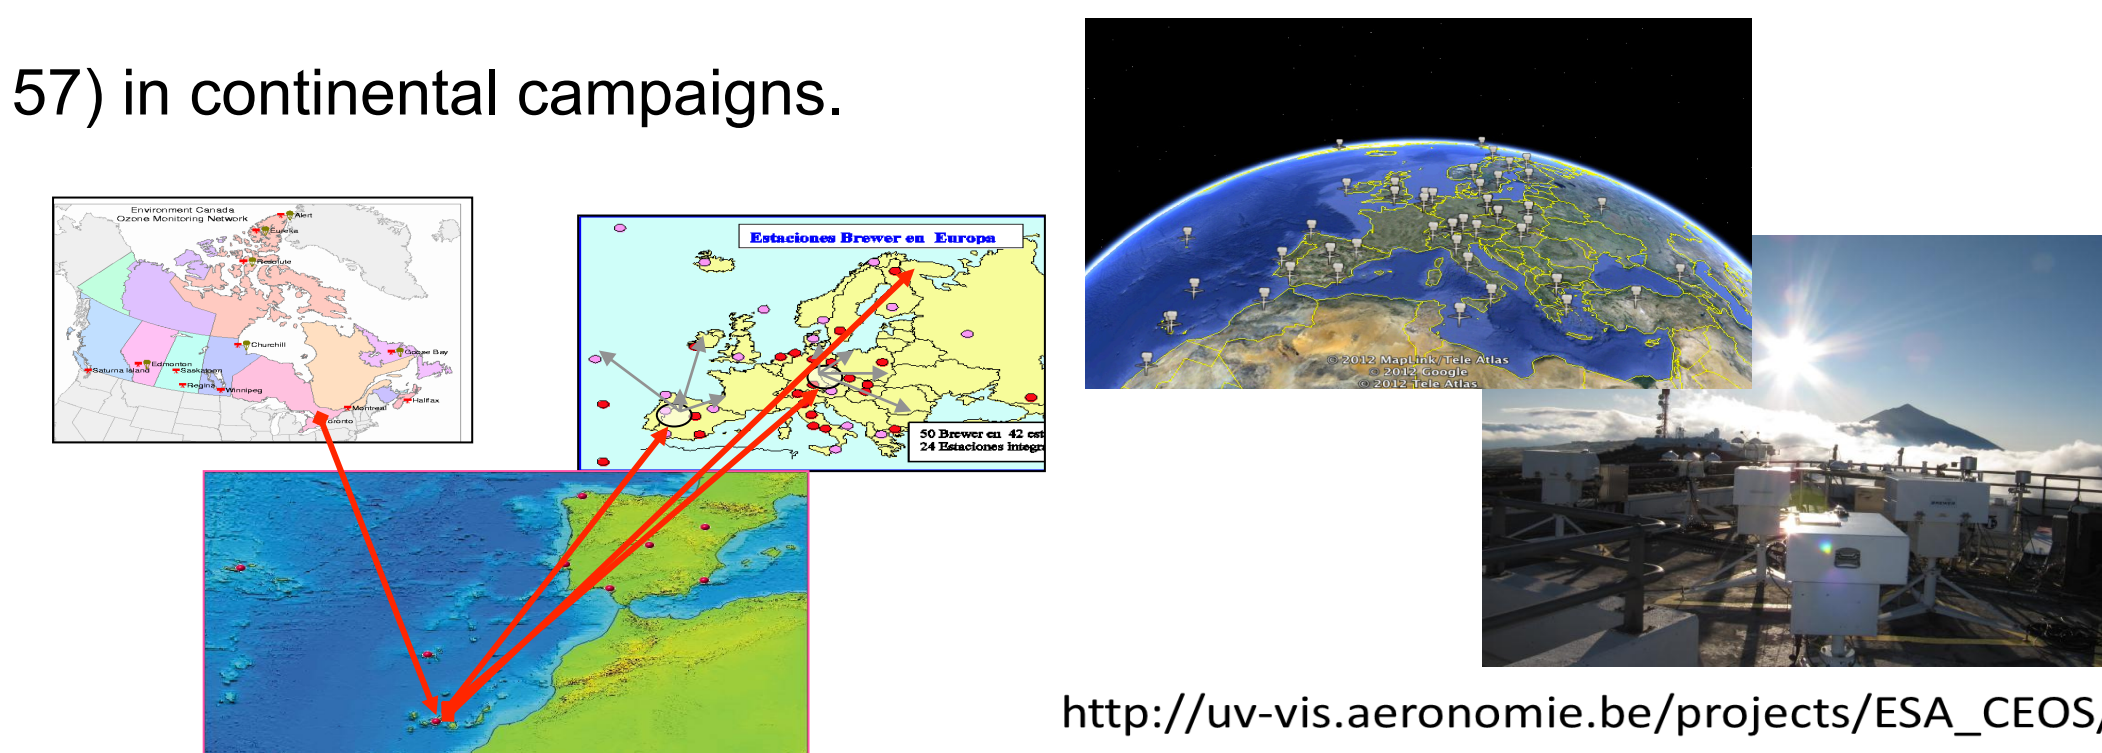 57) in continental campaigns.
Environment Canada
Ozone Monitoring Network
Alert
Eureka
Resolute
Churchill
Goose Bay
Edmonton
Saturna Island
Saskatoon
Regina
Winnipeg
Montreal
Halifax
Toronto
Estaciones Brewer en Europa
50 Brewer en 42 est
24 Estaciones integr
© 2012 MapLink/Tele Atlas
© 2012 Google
© 2012 Tele Atlas
BREWER
http://uv-vis.aeronomie.be/projects/ESA_CEOS/